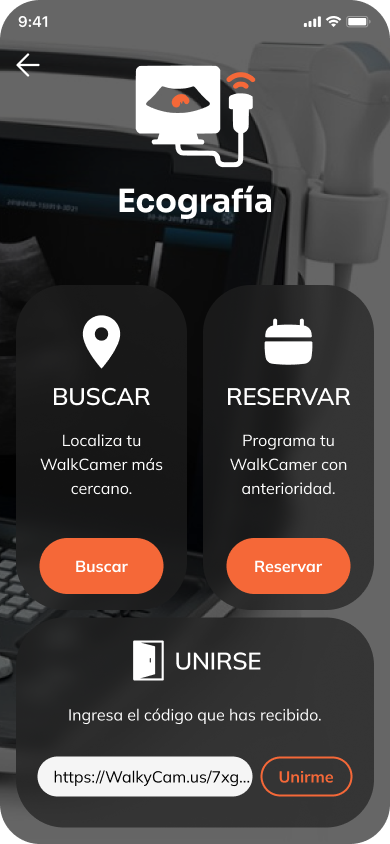 9:41
Ecografía
BUSCAR
Localiza tu
WalkCamer más
cercano.
Buscar
RESERVAR
Programa tu
WalkCamer con
anterioridad.
Reservar
UNIRSE
Ingresa el código que has recibido.
https://WalkyCam.us/7xg...
Unirme